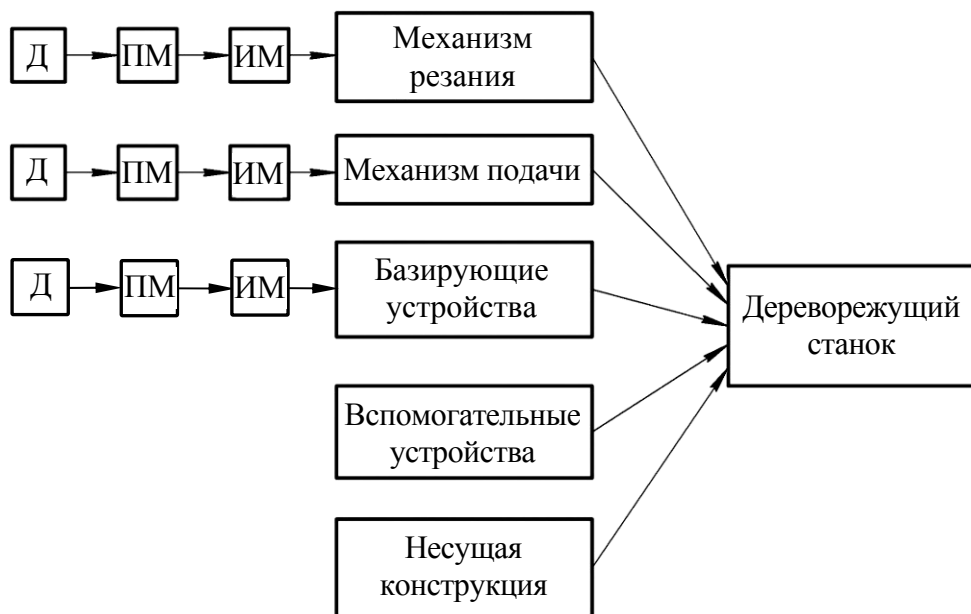 Д
ПМ
ИМ
Механизм
резания
Д
ПМ
ИМ
Механизм подачи
Д
ПМ
ИМ
Базирующие
устройства
Вспомогательные
устройства
Несущая
конструкция
Дереворежущий
станок